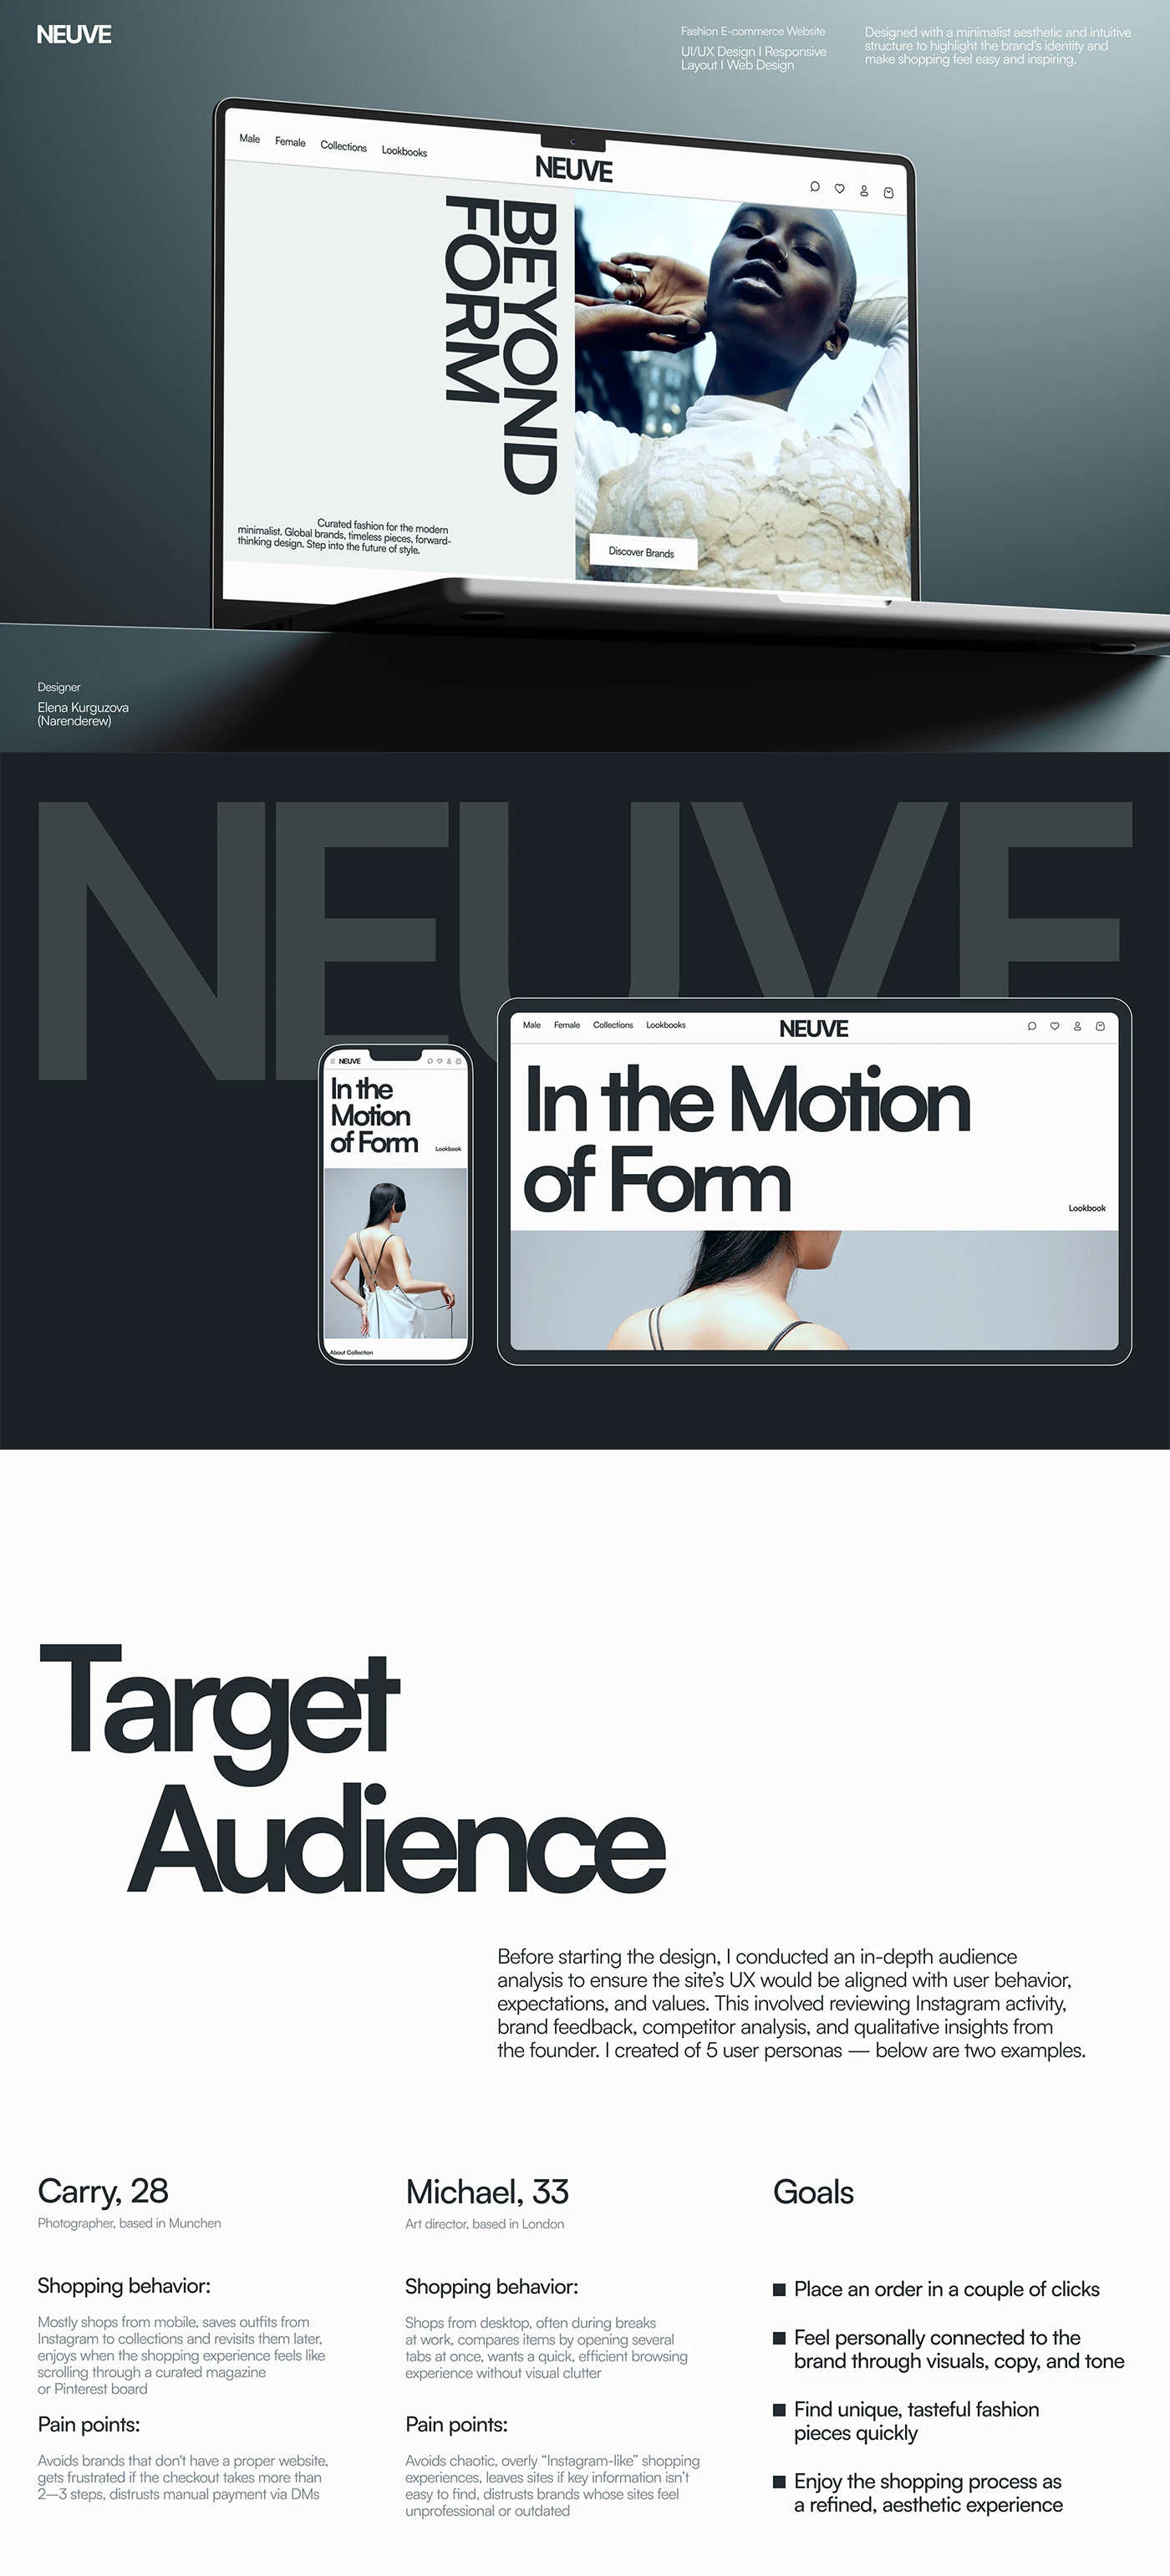 NEUVE
Fashion E-commerce Website
UI/UX Design I Responsive
Layout I Web Design
Designed with a minimalist aesthetic and intuitive
structure to highlight the brand's identity and
make shopping feel easy and inspiring.
Male Female Collections Lookbooks
NEUVE
BEYOND
FORM
Curated fashion for the modern
minimalist. Global brands, timeless pieces, forward-
thinking design. Step into the future of style.
Discover Brands
Designer
Elena Kurguzova
(Narenderew)
NEUVE
NEUVE
In the
Motion
of Form
Lookbook
About Collection
Male Female Collections Lookbooks
NEUVE
In the Motion
of Form
Lookbook
Target
Audience
Before starting the design, I conducted an in-depth audience
analysis to ensure the site's UX would be aligned with user behavior,
expectations, and values. This involved reviewing Instagram activity,
brand feedback, competitor analysis, and qualitative insights from
the founder. I created of 5 user personas — below are two examples.
Carry, 28
Photographer, based in Munchen
Shopping behavior:
Mostly shops from mobile, saves outfits from
Instagram to collections and revisits them later,
enjoys when the shopping experience feels like
scrolling through a curated magazine
or Pinterest board
Pain points:
Avoids brands that don't have a proper website,
gets frustrated if the checkout takes more than
2—3 steps, distrusts manual payment via DMs
Michael, 33
Art director, based in London
Shopping behavior:
Shops from desktop, often during breaks
at work, compares items by opening several
tabs at once, wants a quick, efficient browsing
experience without visual clutter
Pain points:
Avoids chaotic, overly “Instagram-like” shopping
experiences, leaves sites if key information isn't
easy to find, distrusts brands whose sites feel
unprofessional or outdated
Goals
Place an order in a couple of clicks
Feel personally connected to the
brand through visuals, copy, and tone
Find unique, tasteful fashion
pieces quickly
Enjoy the shopping process as
a refined, aesthetic experience